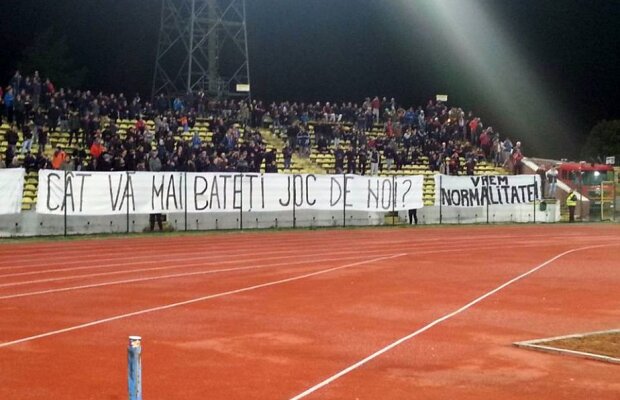 CÂT VĂ MAI BATEȚI JOC DE NOI?
VREM
NORMALITATE!